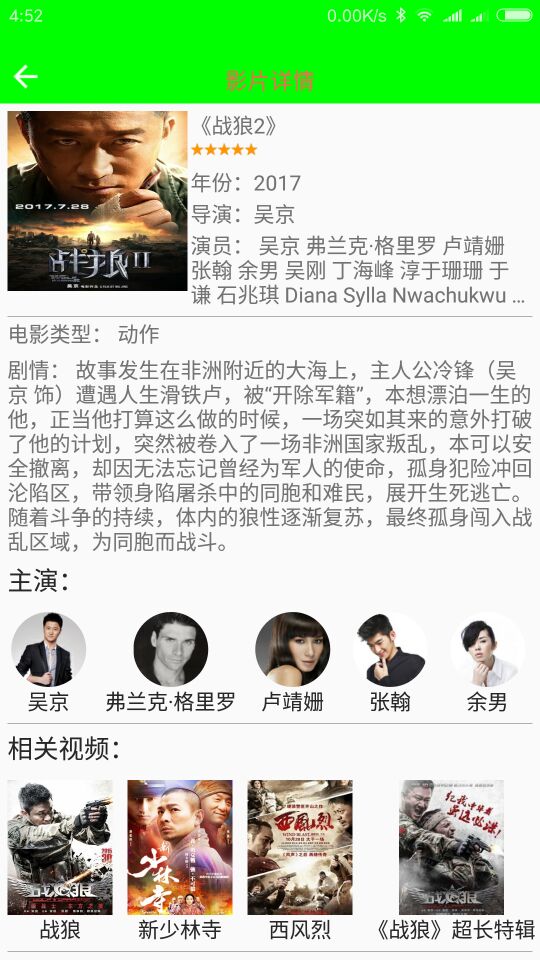 4:52
0.00K/s
影片详情
《战狼2》
2017.7.28
战狼II
年份：2017
导演：吴京
演员： 吴京 弗兰克·格里罗 卢靖姗
张翰 余男 吴刚 丁海峰 淳于珊珊 于
谦 石兆琪 Diana Sylla Nwachukwu ...
电影类型： 动作
剧情： 故事发生在非洲附近的大海上，主人公冷锋（吴
京 饰）遭遇人生滑铁卢，被“开除军籍”，本想漂泊一生的
他，正当他打算这么做的时候，一场突如其来的意外打破
了他的计划，突然被卷入了一场非洲国家叛乱，本可以安
全撤离，却因无法忘记曾经为军人的使命，孤身犯险冲回
沦陷区，带领身陷屠杀中的同胞和难民，展开生死逃亡。
随着斗争的持续，体内的狼性逐渐复苏，最终孤身闯入战
乱区域，为同胞而战斗。
主演：
吴京
弗兰克·格里罗
卢靖姗
张翰
余男
相关视频：
战狼
新少林寺
西风烈
WIND BLAST
战狼
新少林寺
西风烈
《战狼》超长特辑